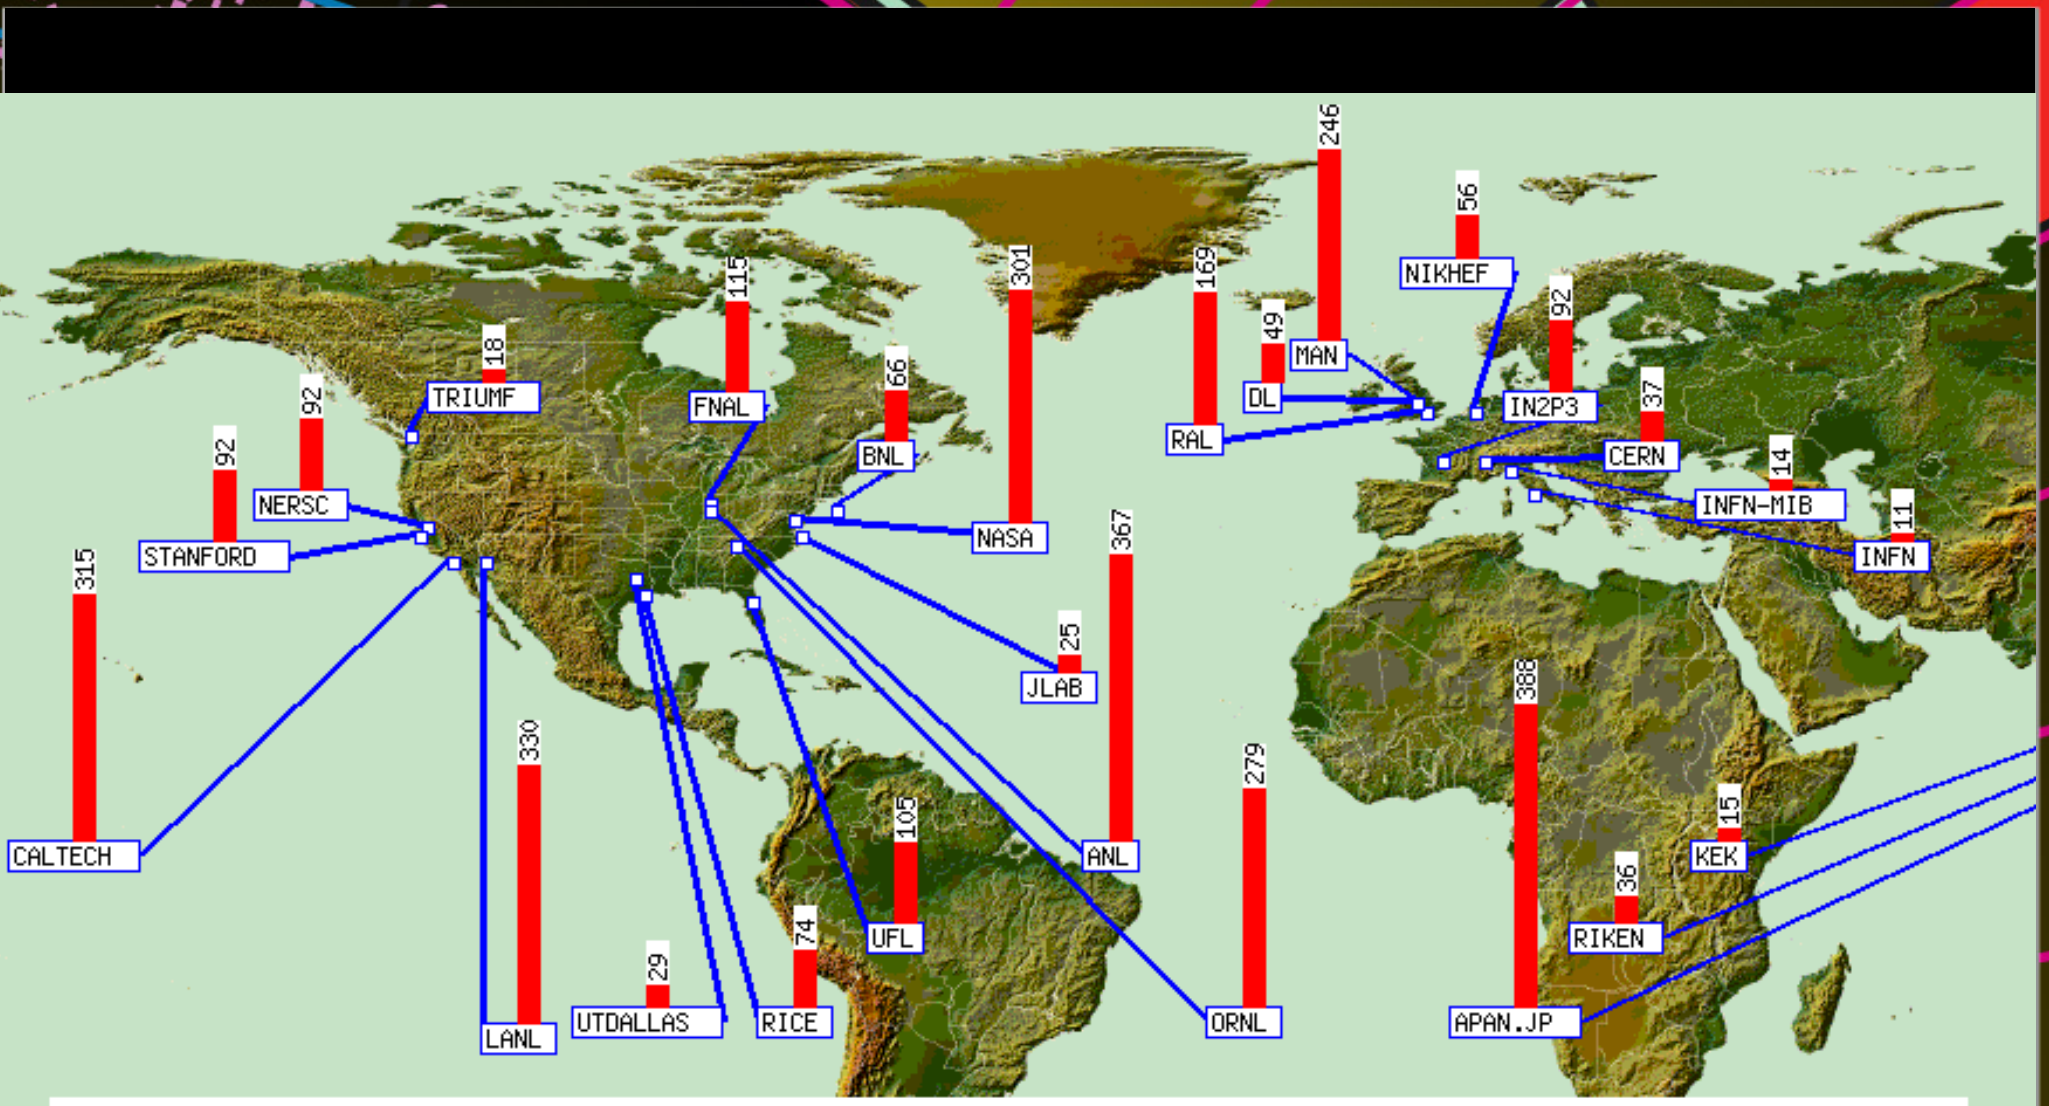 246
56
NIKHEF
115
301
169
92
49
MAN
18
66
TRIUMF
FNAL
DL
IN2P3
37
92
92
RAL
BNL
CERN
14
NERSC
INFN-MIB
11
NASA
367
STANFORD
INFN
315
25
JLAB
388
330
279
105
15
CALTECH
ANL
KEK
36
74
UFL
RIKEN
29
UTDALLAS
RICE
ORNL
APAN.JP
LANL